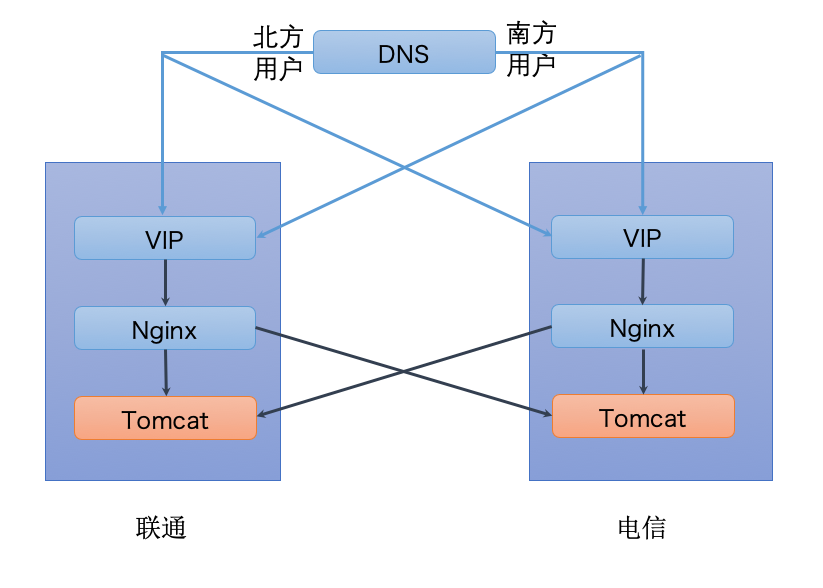 北方
用户
DNS
南方
用户
VIP
VIP
Nginx
Nginx
Tomcat
Tomcat
联通
电信